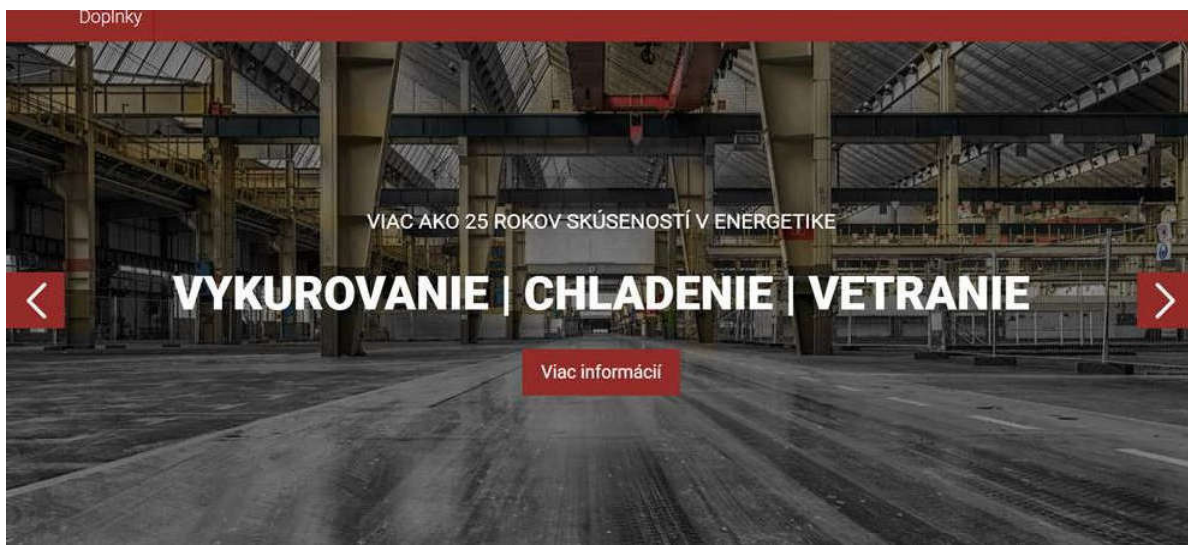 Doplnky
VIAC AKO 25 ROKOV SKÚSENOSTÍ V ENERGETIKE
VYKUROVANIE | CHLADENIE | VETRANIE
Viac informácií